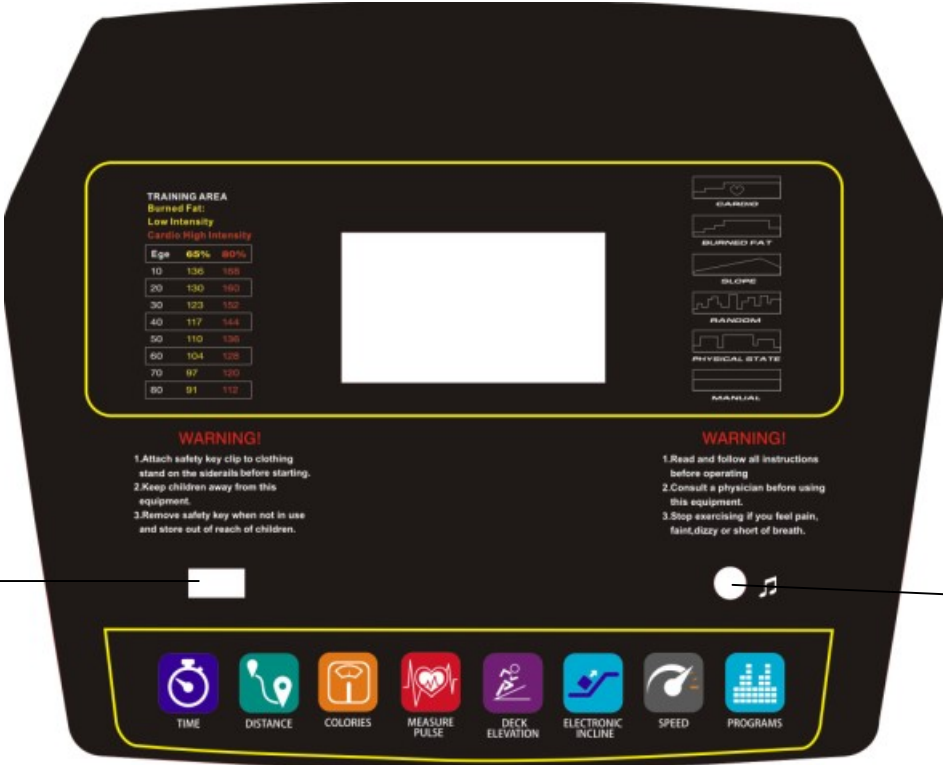 TRAINING AREA
Burned Fat:
Low Intensity
Cardio High Intensity
Ege 65% 80%
10 136 168
20 130 160
30 123 152
40 117 144
50 110 136
60 104 128
70 97 120
80 91 112
CARDIO
BURNED FAT
SLOPE
RANDOM
PHYSICAL STATE
MANUAL
WARNING!
1.Attach safety key clip to clothing
stand on the siderails before starting.
2.Keep children away from this
equipment.
3.Remove safety key when not in use
and store out of reach of children.
WARNING!
1.Read and follow all instructions
before operating
2.Consult a physician before using
this equipment.
3.Stop exercising if you feel pain,
faint,dizzy or short of breath.
TIME
DISTANCE
COLORIES
MEASURE
PULSE
DECK
ELEVATION
ELECTRONIC
INCLINE
SPEED
PROGRAMS